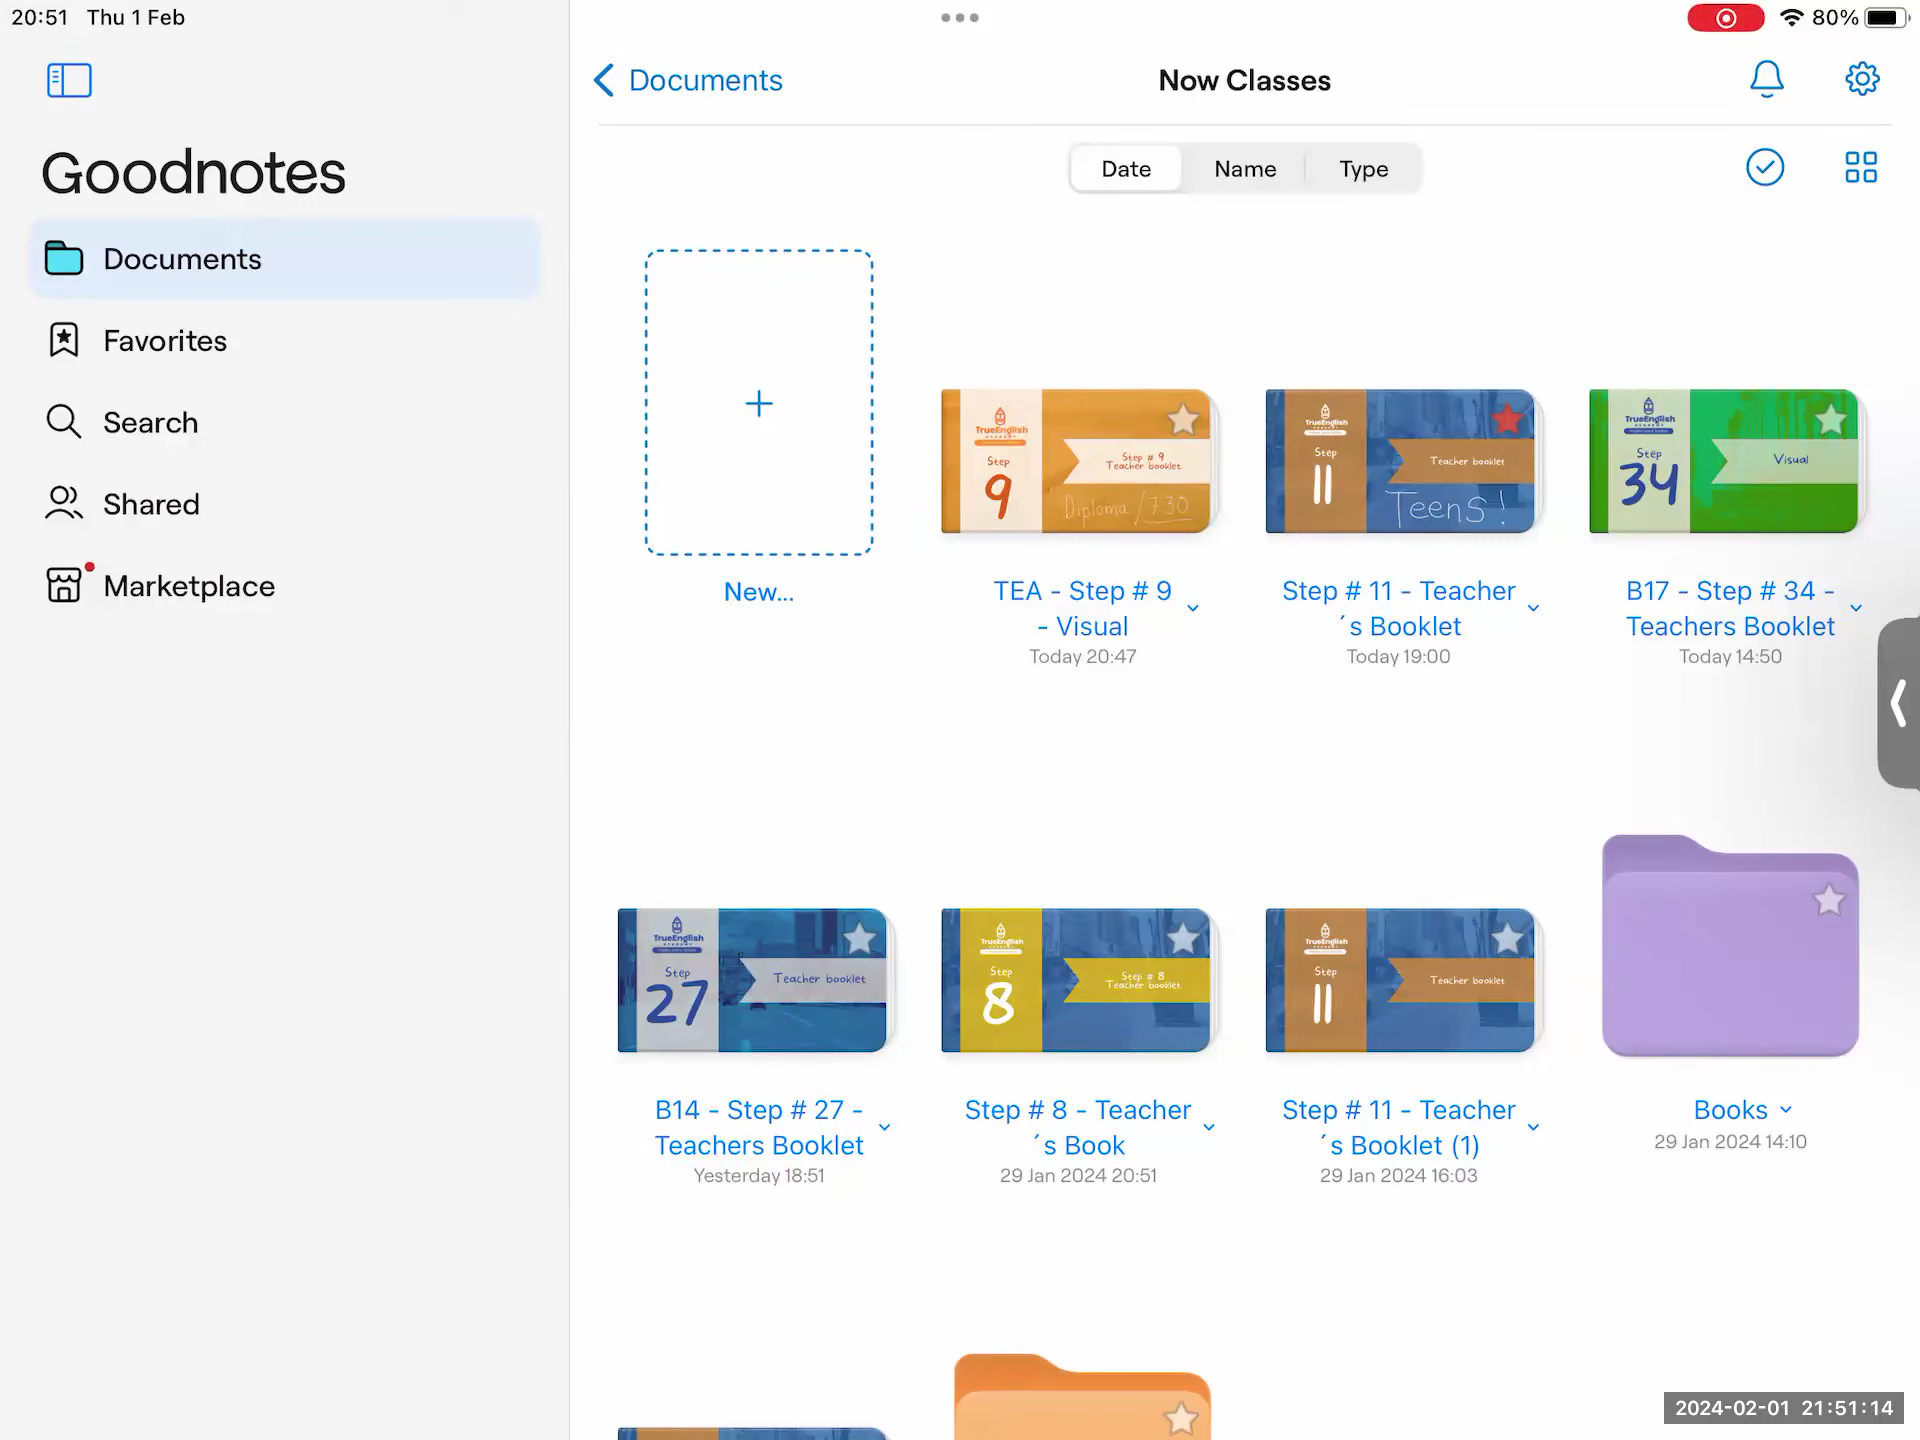 20:51 Thu 1 Feb
80%
Goodnotes
Documents
Favorites
Search
Shared
Marketplace
Documents
Now Classes
Date
Name
Type
New...
TrueEnglish
ACADEMY
Step
9
Step # 9
Teacher booklet
Diploma / 7 30
TEA - Step # 9
- Visual
Today 20:47
TrueEnglish
Step
11
Teacher booklet
Teens!
Step # 11 - Teacher
´s Booklet
Today 19:00
TrueEnglish
ACADEMY
Step
34
Visual
B17 - Step # 34 -
Teachers Booklet
Today 14:50
TrueEnglish
ACADEMY
Step
27
Teacher booklet
B14 - Step # 27 -
Teachers Booklet
Yesterday 18:51
TrueEnglish
ACADEMY
Step
8
Step # 8
Teacher booklet
Step # 8 - Teacher
´s Book
29 Jan 2024 20:51
TrueEnglish
Step
11
Teacher booklet
Step # 11 - Teacher
´s Booklet (1)
29 Jan 2024 16:03
Books
29 Jan 2024 14:10
2024-02-01 21:51:14